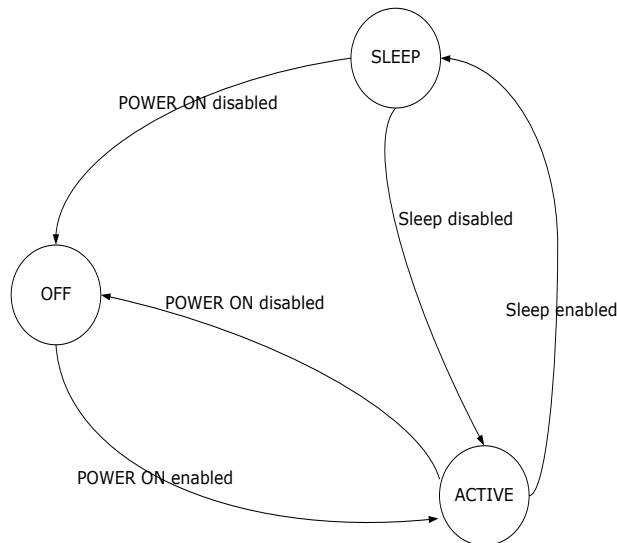 SLEEP
POWER ON disabled
Sleep disabled
OFF
POWER ON disabled
Sleep enabled
POWER ON enabled
ACTIVE